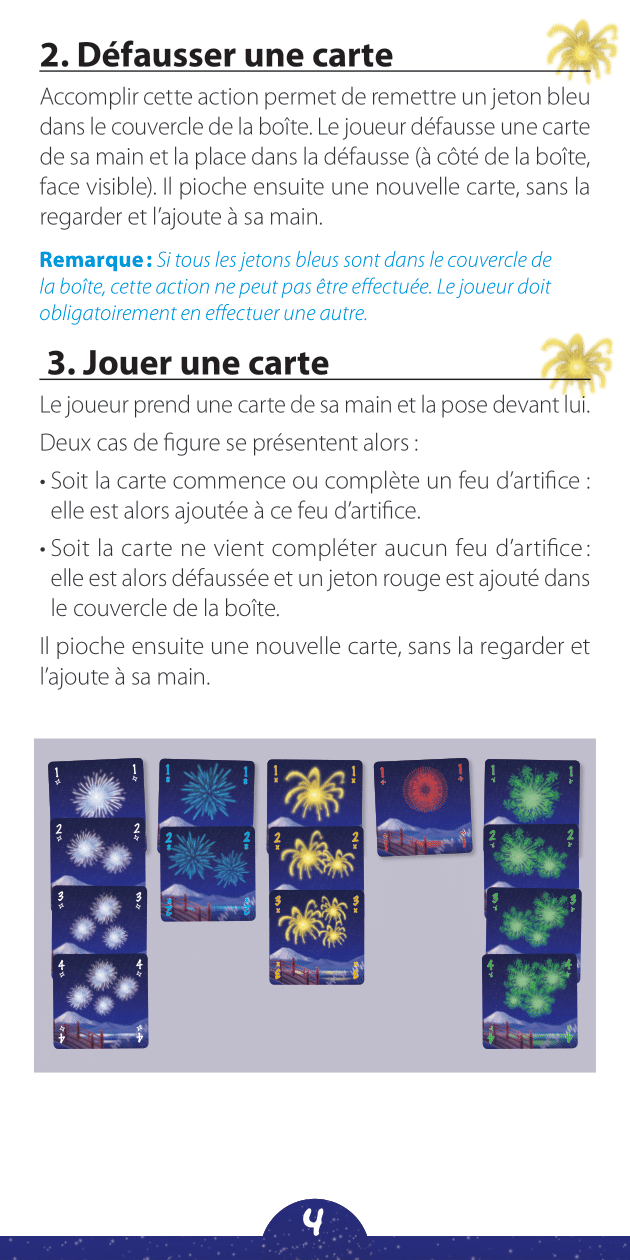 2. Défausser une carte
Accomplir cette action permet de remettre un jeton bleu
dans le couvercle de la boîte. Le joueur défausse une carte
de sa main et la place dans la défausse (à côté de la boîte,
face visible). Il pioche ensuite une nouvelle carte, sans la
regarder et l’ajoute à sa main.
Remarque : Si tous les jetons bleus sont dans le couvercle de
la boîte, cette action ne peut pas être effectuée. Le joueur doit
obligatoirement en effectuer une autre.
3. Jouer une carte
Le joueur prend une carte de sa main et la pose devant lui.
Deux cas de figure se présentent alors :
• Soit la carte commence ou complète un feu d’artifice :
elle est alors ajoutée à ce feu d’artifice.
• Soit la carte ne vient compléter aucun feu d’artifice :
elle est alors défaussée et un jeton rouge est ajouté dans
le couvercle de la boîte.
Il pioche ensuite une nouvelle carte, sans la regarder et
l’ajoute à sa main.
1 1 1 1 1 1 1 1 1 1
2 2 2 2 2 2 2 2
3 3 3 3 3 3
4 4 4 4
4